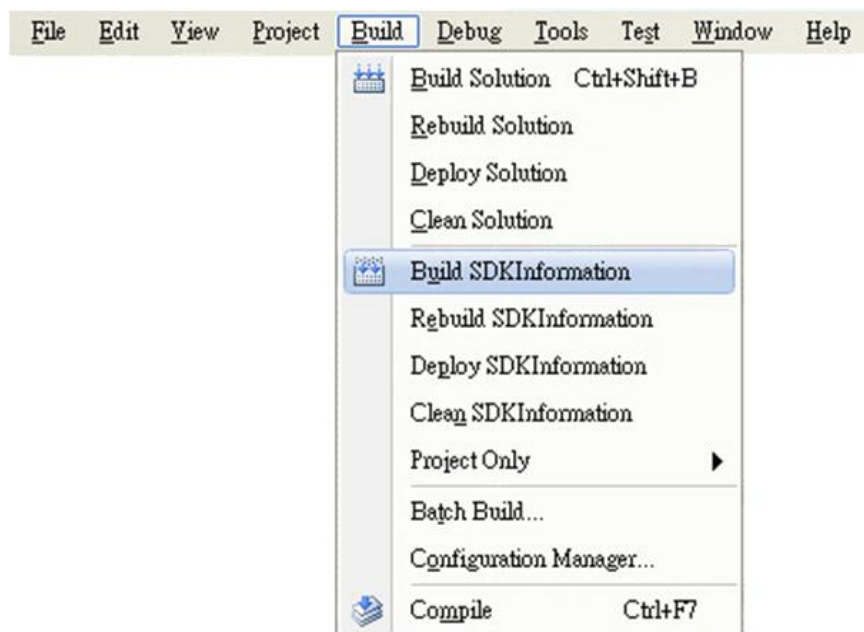 File Edit View Project Build Debug Tools Test Window Help
Build Solution Ctrl+Shift+B
Rebuild Solution
Deploy Solution
Clean Solution
Build SDKInformation
Rebuild SDKInformation
Deploy SDKInformation
Clean SDKInformation
Project Only
Batch Build...
Configuration Manager...
Compile Ctrl+F7